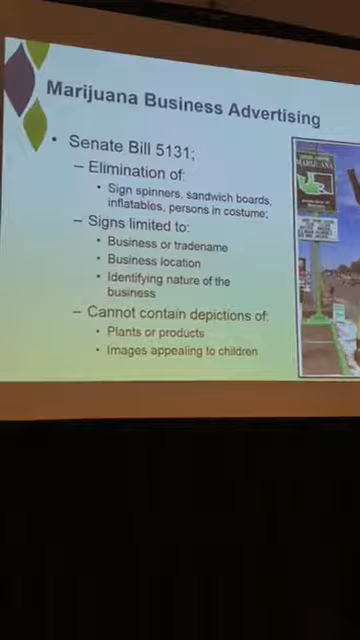 Marijuana Business Advertising
• Senate Bill 5131;
– Elimination of:
• Sign spinners, sandwich boards,
inflatables, persons in costume;
– Signs limited to:
• Business or tradename
• Business location
• Identifying nature of the
business
– Cannot contain depictions of:
• Plants or products
• Images appealing to children
MARIJUANA